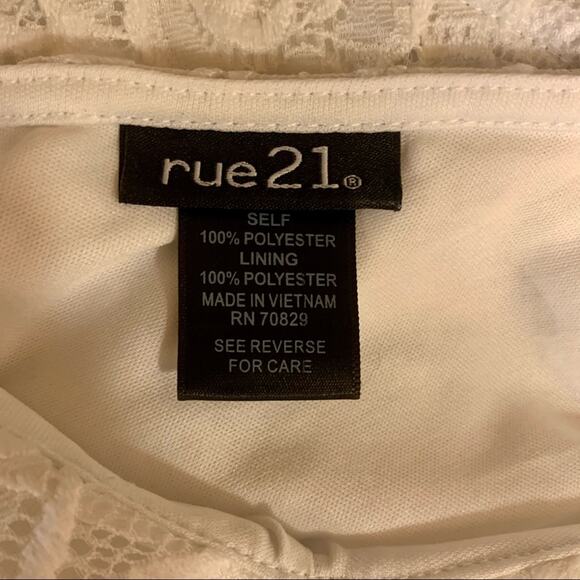 rue21®
SELF
100% POLYESTER
LINING
100% POLYESTER
MADE IN VIETNAM
RN 70829
SEE REVERSE
FOR CARE